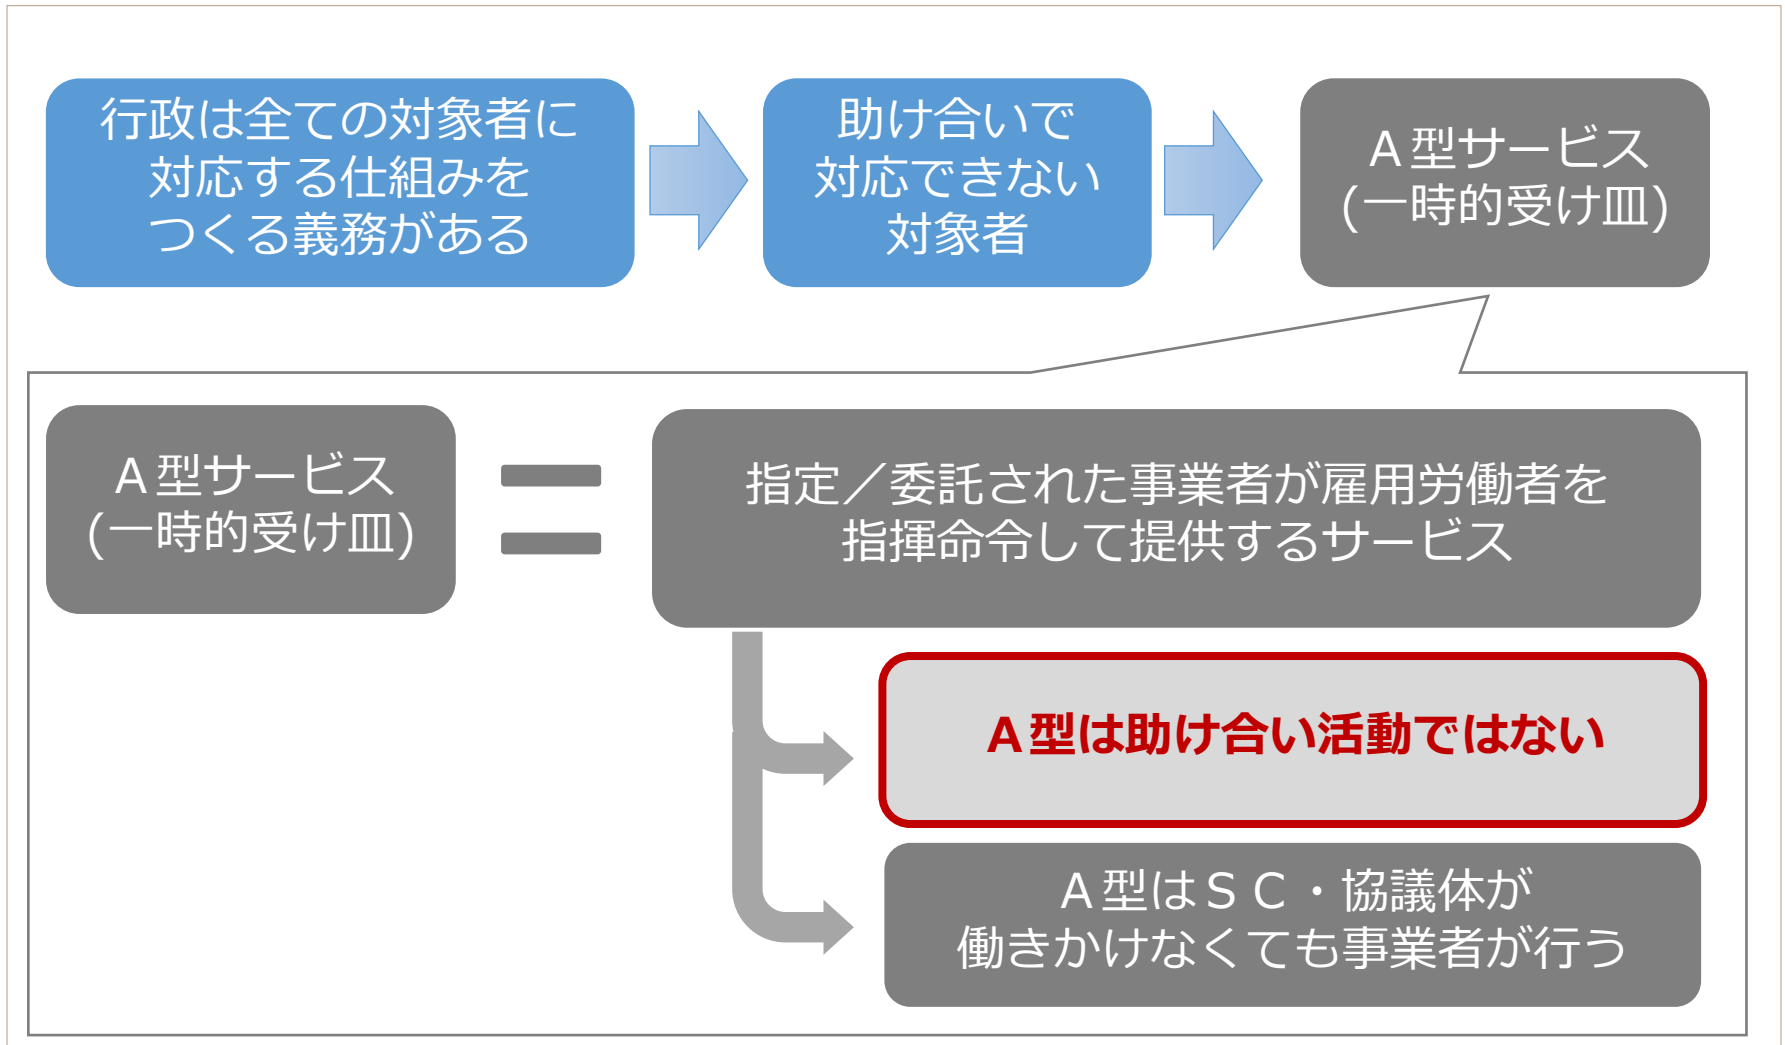 行政は全ての対象者に
対応する仕組みを
つくる義務がある
助け合いで
対応できない
対象者
Ａ型サービス
(一時的受け皿)
Ａ型サービス
(一時的受け皿)
＝
指定／委託された事業者が雇用労働者を
指揮命令して提供するサービス
Ａ型は助け合い活動ではない
Ａ型はＳＣ・協議体が
働きかけなくても事業者が行う